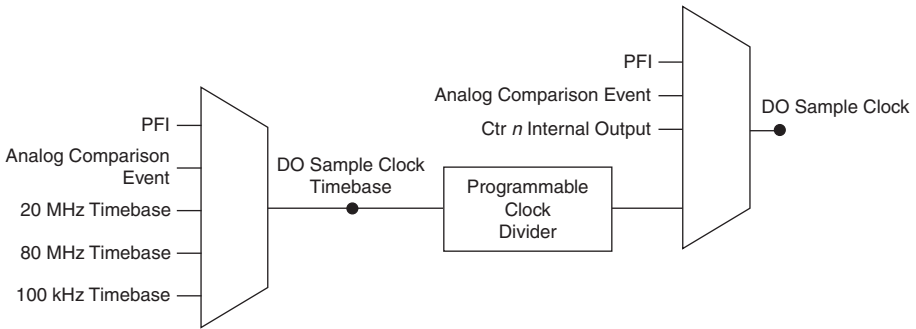 PFI
Analog Comparison
Event
20 MHz Timebase
80 MHz Timebase
100 kHz Timebase
DO Sample Clock
Timebase
Programmable
Clock
Divider
PFI
Analog Comparison Event
Ctr n Internal Output
DO Sample Clock